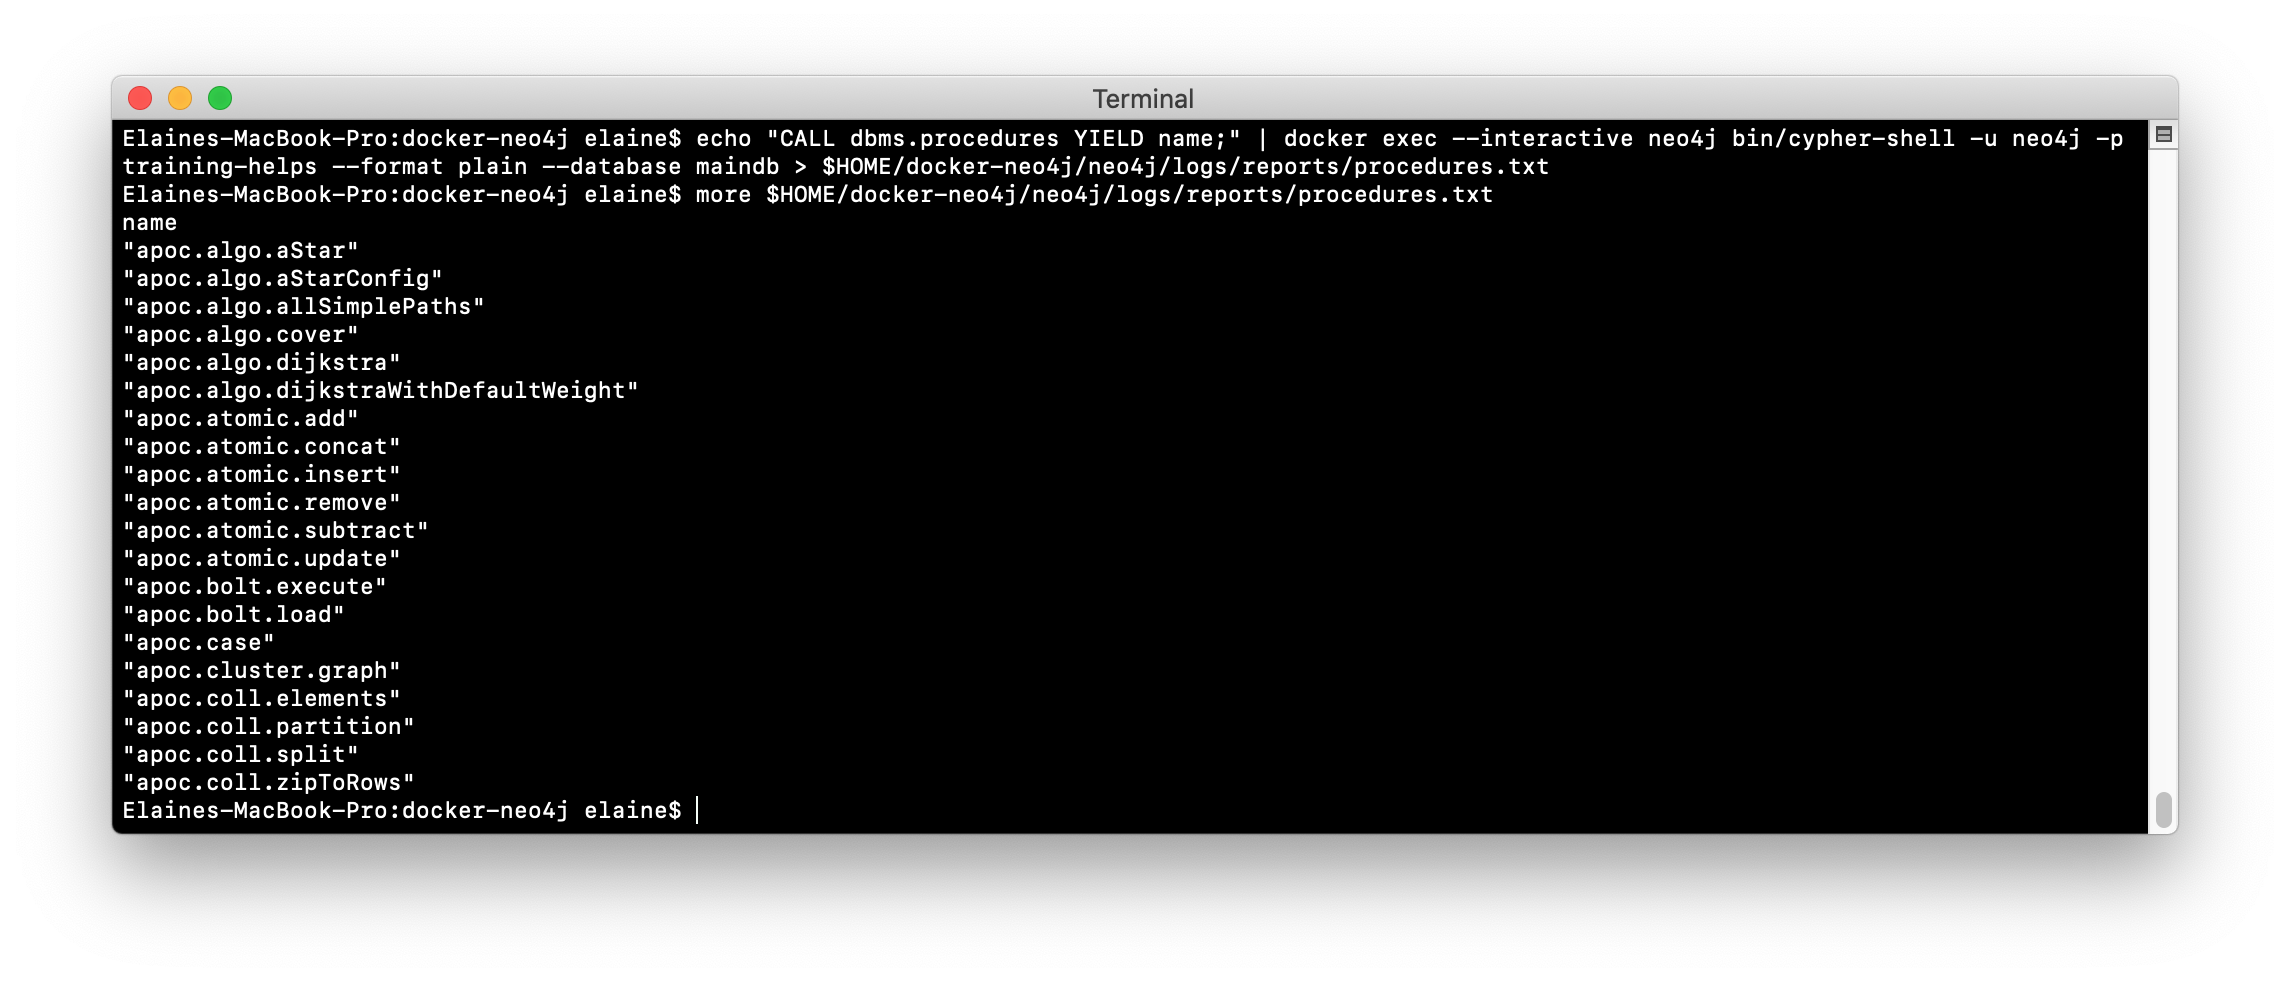 Terminal
Elaines-MacBook-Pro:docker-neo4j elaine$ echo "CALL dbms.procedures YIELD name;" | docker exec --interactive neo4j bin/cypher-shell -u neo4j -p
training-helps --format plain --database maindb > $HOME/docker-neo4j/neo4j/logs/reports/procedures.txt
Elaines-MacBook-Pro:docker-neo4j elaine$ more $HOME/docker-neo4j/neo4j/logs/reports/procedures.txt
name
"apoc.algo.aStar"
"apoc.algo.aStarConfig"
"apoc.algo.allSimplePaths"
"apoc.algo.cover"
"apoc.algo.dijkstra"
"apoc.algo.dijkstraWithDefaultWeight"
"apoc.atomic.add"
"apoc.atomic.concat"
"apoc.atomic.insert"
"apoc.atomic.remove"
"apoc.atomic.subtract"
"apoc.atomic.update"
"apoc.bolt.execute"
"apoc.bolt.load"
"apoc.case"
"apoc.cluster.graph"
"apoc.coll.elements"
"apoc.coll.partition"
"apoc.coll.split"
"apoc.coll.zipToRows"
Elaines-MacBook-Pro:docker-neo4j elaine$